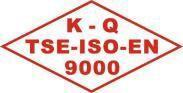 K - Q
TSE-ISO-EN
9000